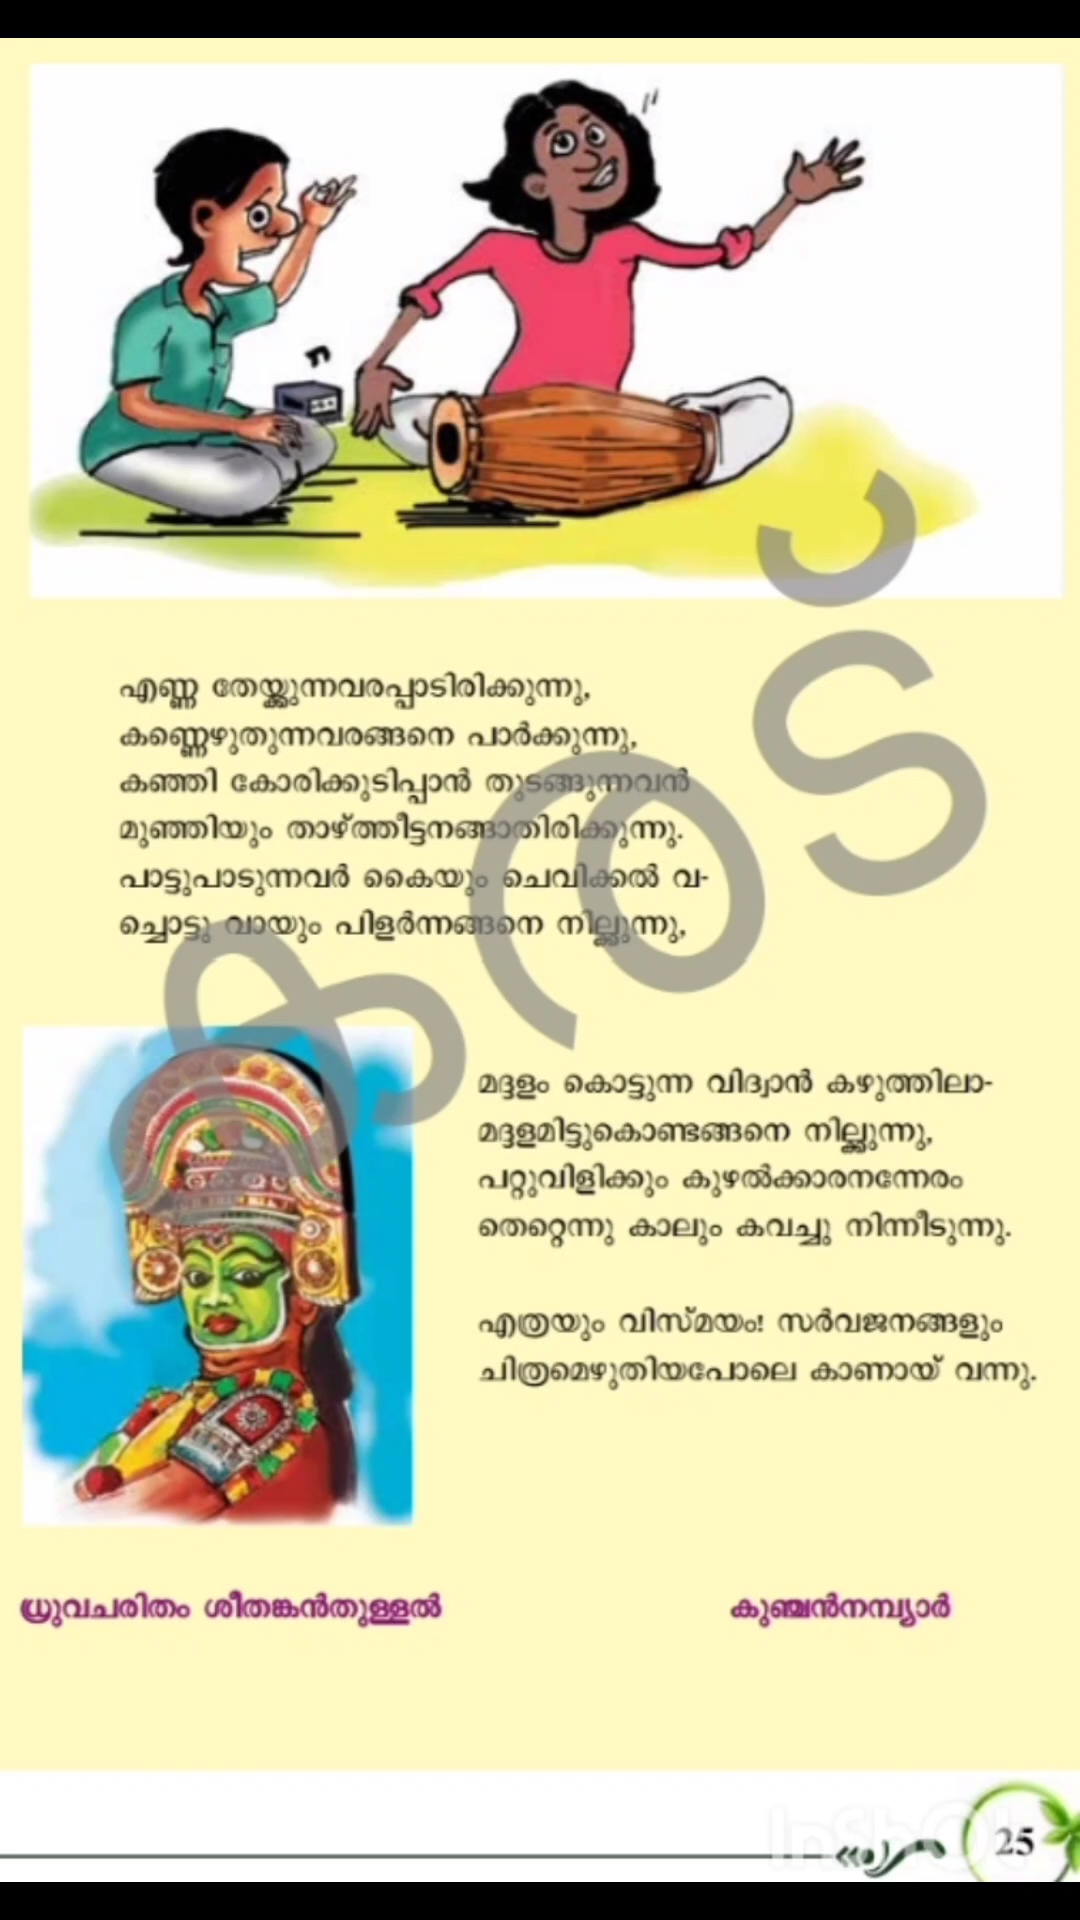 എണ്ണ തേയ്ക്കുന്നവരപ്പാടിരിക്കുന്നു,
കണ്ണെഴുതുന്നവരങ്ങനെ പാർക്കുന്നു,
കഞ്ഞി കോരിക്കുടിപ്പാൻ തുടങ്ങുന്നവൻ
മുഞ്ഞിയും താഴ്ത്തീട്ടനങ്ങാതിരിക്കുന്നു.
പാട്ടുപാടുന്നവർ കൈയും ചെവിക്കൽ വ-
ച്ചൊട്ടു വായും പിളർന്നങ്ങനെ നില്ക്കുന്നു,
മദ്ദളം കൊട്ടുന്ന വിദ്വാൻ കഴുത്തിലാ-
മദ്ദളമിട്ടുകൊണ്ടങ്ങനെ നില്ക്കുന്നു,
പറ്റുവിളിക്കും കുഴൽക്കാരനന്നേരം
തെറ്റെന്നു കാലും കവച്ചു നിന്നീടുന്നു.
എത്രയും വിസ്മയം! സർവജനങ്ങളും
ചിത്രമെഴുതിയപോലെ കാണായ് വന്നു.
ധ്രുവചരിതം ശീതങ്കൻതുള്ളൽ
കുഞ്ചൻനമ്പ്യാർ
InShOt
25